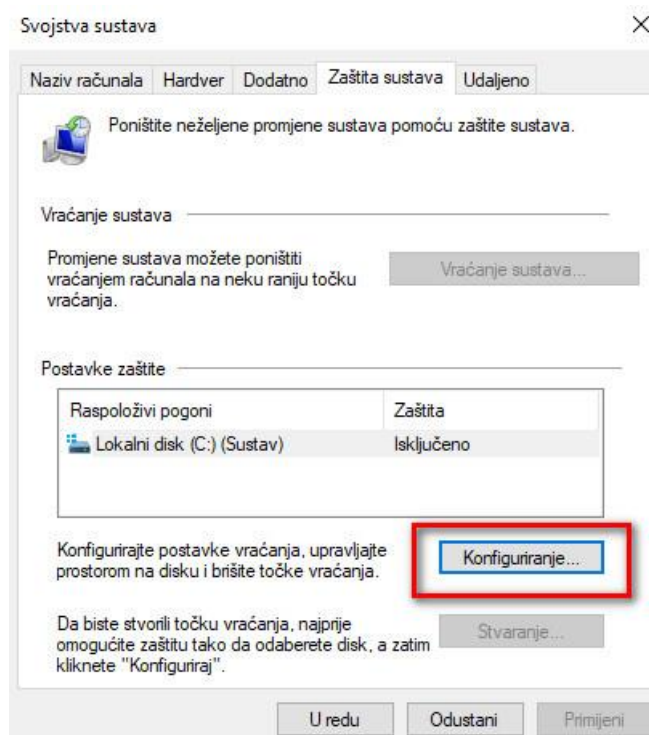 Svojstva sustava
Naziv računala Hardver Dodatno Zaštita sustava Udaljeno
Poništite neželjene promjene sustava pomoću zaštite sustava.
Vraćanje sustava
Promjene sustava možete poništiti
vraćanjem računala na neku raniju točku
vraćanja.
Vraćanje sustava...
Postavke zaštite
Raspoloživi pogoni Zaštita
Lokalni disk (C:) (Sustav) Isključeno
Konfigurirajte postavke vraćanja, upravljajte
prostorom na disku i brišite točke vraćanja.
Konfiguriranje...
Da biste stvorili točku vraćanja, najprije
omogućite zaštitu tako da odaberete disk, a zatim
kliknete "Konfiguriraj".
Stvaranje...
U redu Odustani Primijeni